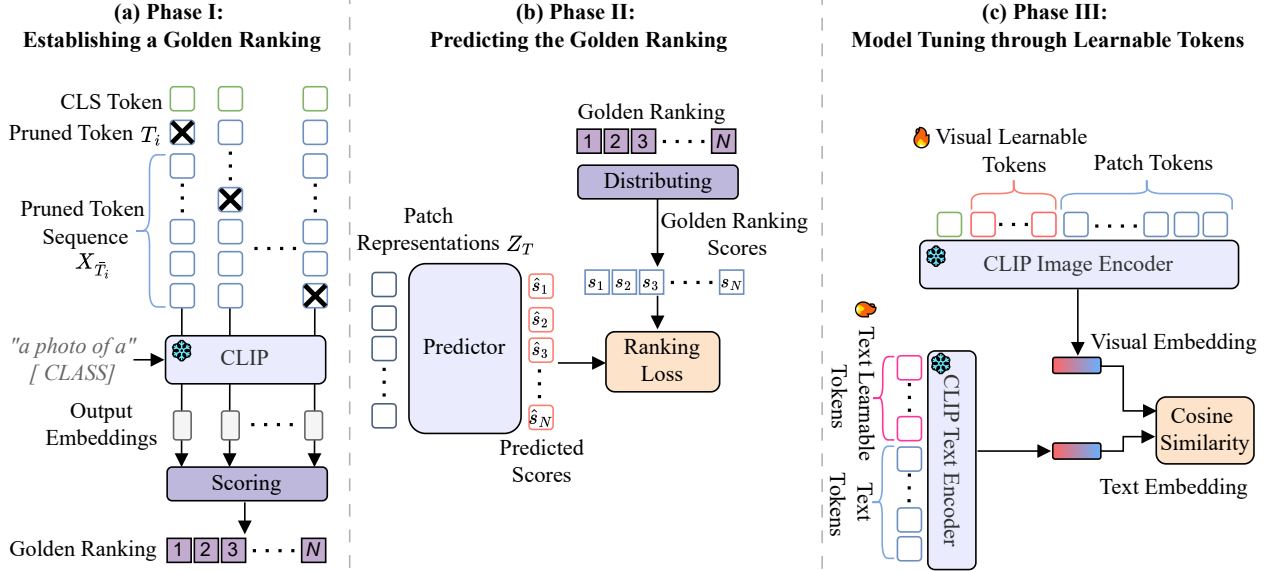 (a) Phase I:
Establishing a Golden Ranking
CLS Token
Pruned Token T_i
Pruned Token
Sequence
X_{\bar{T}_i}
"a photo of a"
[ CLASS]
CLIP
Output
Embeddings
Scoring
Golden Ranking
1 2 3 · · · · N
(b) Phase II:
Predicting the Golden Ranking
Golden Ranking
1 2 3 · · · · N
Distributing
Golden Ranking
Scores
Patch
Representations Z_T
Predictor
ŝ_1
ŝ_2
ŝ_3
ŝ_N
s_1 s_2 s_3 · · · · s_N
Ranking
Loss
Predicted
Scores
(c) Phase III:
Model Tuning through Learnable Tokens
Visual Learnable
Tokens
Patch Tokens
CLIP Image Encoder
Text Learnable
Tokens
Text
Tokens
CLIP Text Encoder
Visual Embedding
Cosine
Similarity
Text Embedding